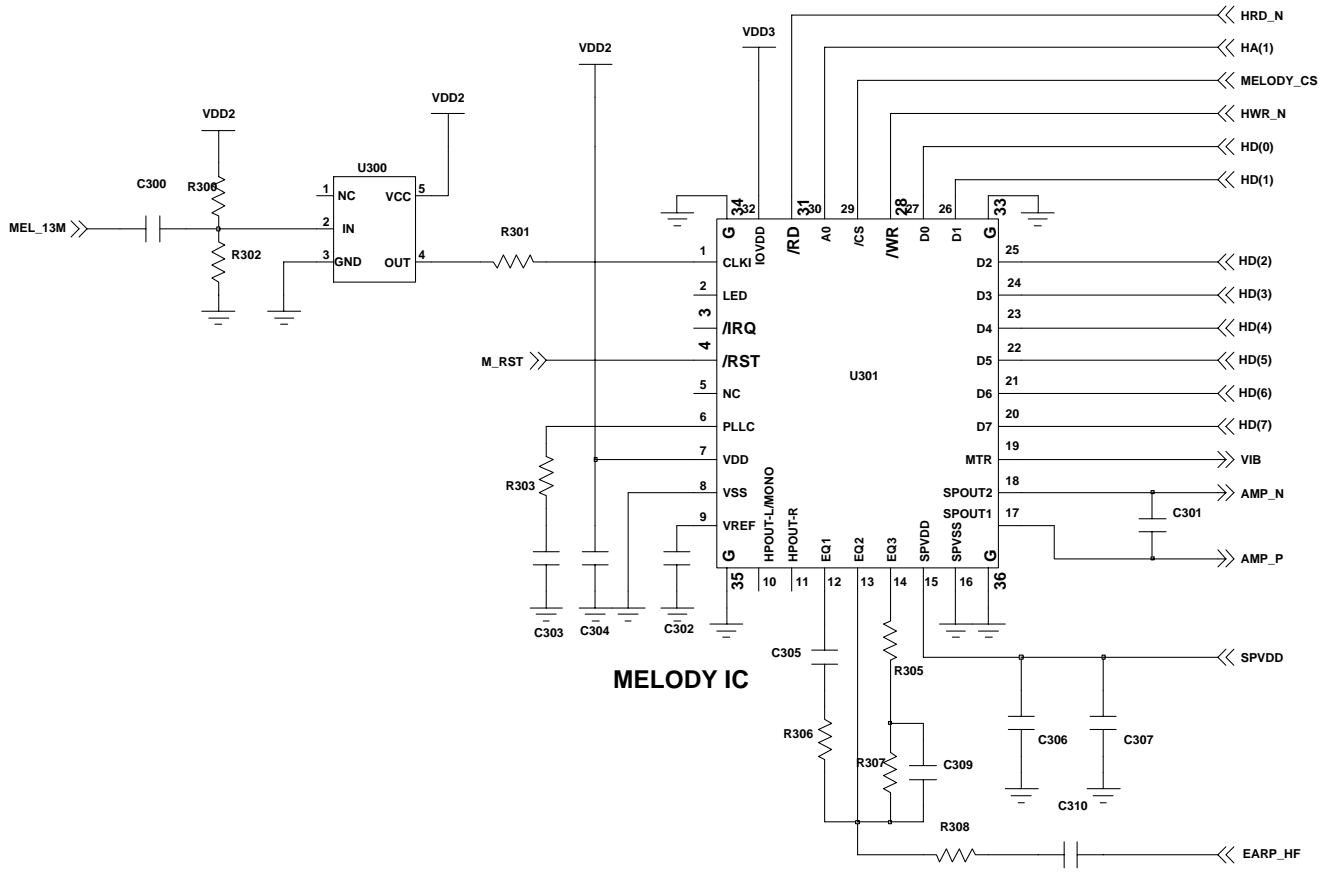 HRD_N
VDD3
VDD2
HA(1)
MELODY_CS
VDD2
VDD2
HWR_N
HD(0)
U300
C300
R300
HD(1)
1
NC
VCC
5
34
32
31
30
29
28
27
26
33
MEL_13M
2
IN
R301
G
IOVDD
/RD
A0
/CS
/WR
D0
D1
G
R302
3
GND
OUT
4
1
CLKI
D2
25
HD(2)
2
LED
D3
24
HD(3)
3
/IRQ
D4
23
HD(4)
M_RST
4
/RST
U301
D5
22
HD(5)
5
NC
D6
21
HD(6)
6
PLLC
D7
20
HD(7)
7
VDD
MTR
19
VIB
R303
8
VSS
SPOUT2
18
AMP_N
9
VREF
SPOUT1
17
C301
G
HPOUT-L/MONO
HPOUT-R
EQ1
EQ2
EQ3
SPVDD
SPVSS
G
AMP_P
35
10
11
12
13
14
15
16
36
C303
C304
C302
C305
R305
SPVDD
MELODY IC
R306
R307
C309
C306
C307
C310
R308
EARP_HF